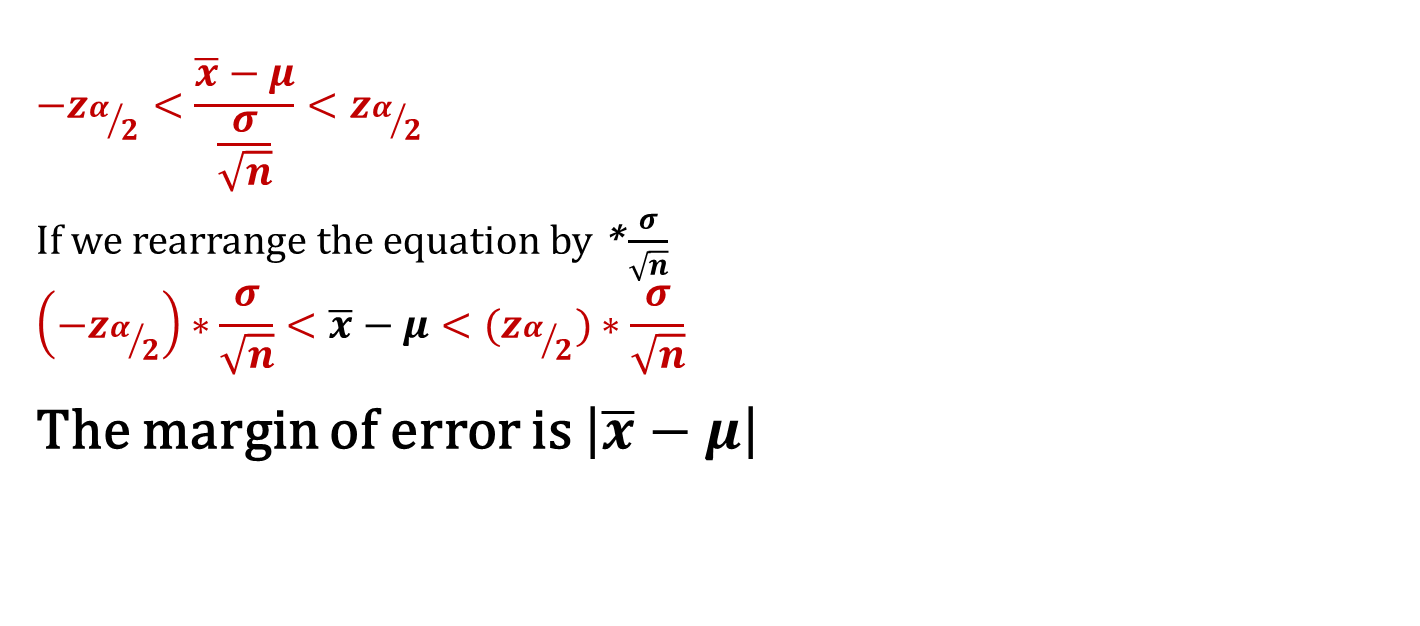 −zα/2 < (x̅ − μ)/(σ/√n) < zα/2
If we rearrange the equation by *σ/√n
(−zα/2) * σ/√n < x̅ − μ < (zα/2) * σ/√n
The margin of error is |x̅ − μ|